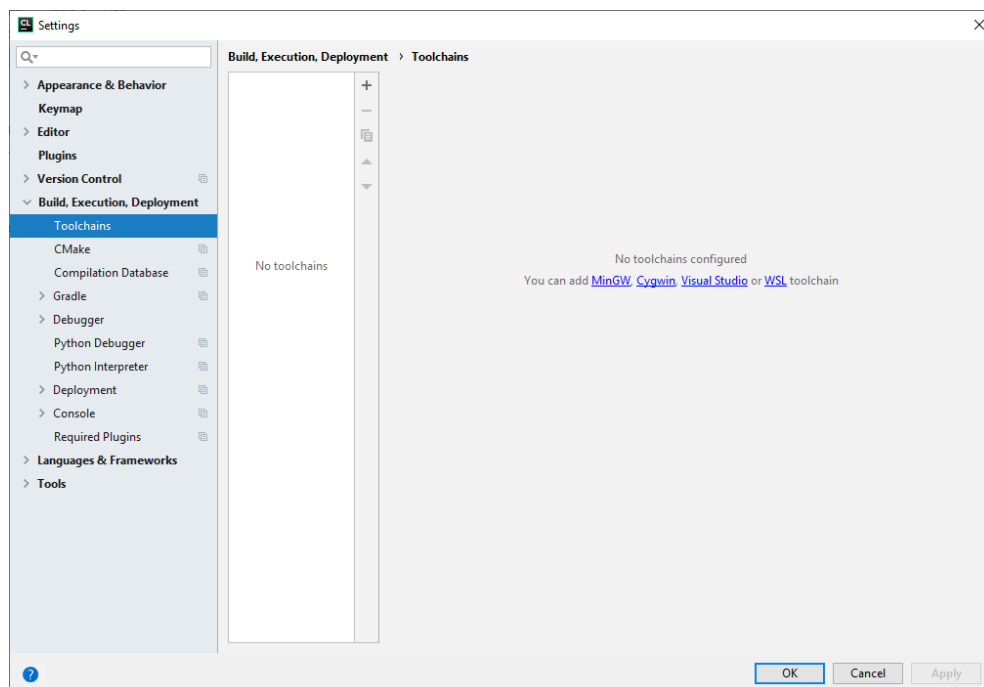 CL Settings
Build, Execution, Deployment › Toolchains
Appearance & Behavior
Keymap
Editor
Plugins
Version Control
Build, Execution, Deployment
Toolchains
CMake
Compilation Database
Gradle
Debugger
Python Debugger
Python Interpreter
Deployment
Console
Required Plugins
Languages & Frameworks
Tools
No toolchains
No toolchains configured
You can add MinGW, Cygwin, Visual Studio or WSL toolchain
?
OK
Cancel
Apply